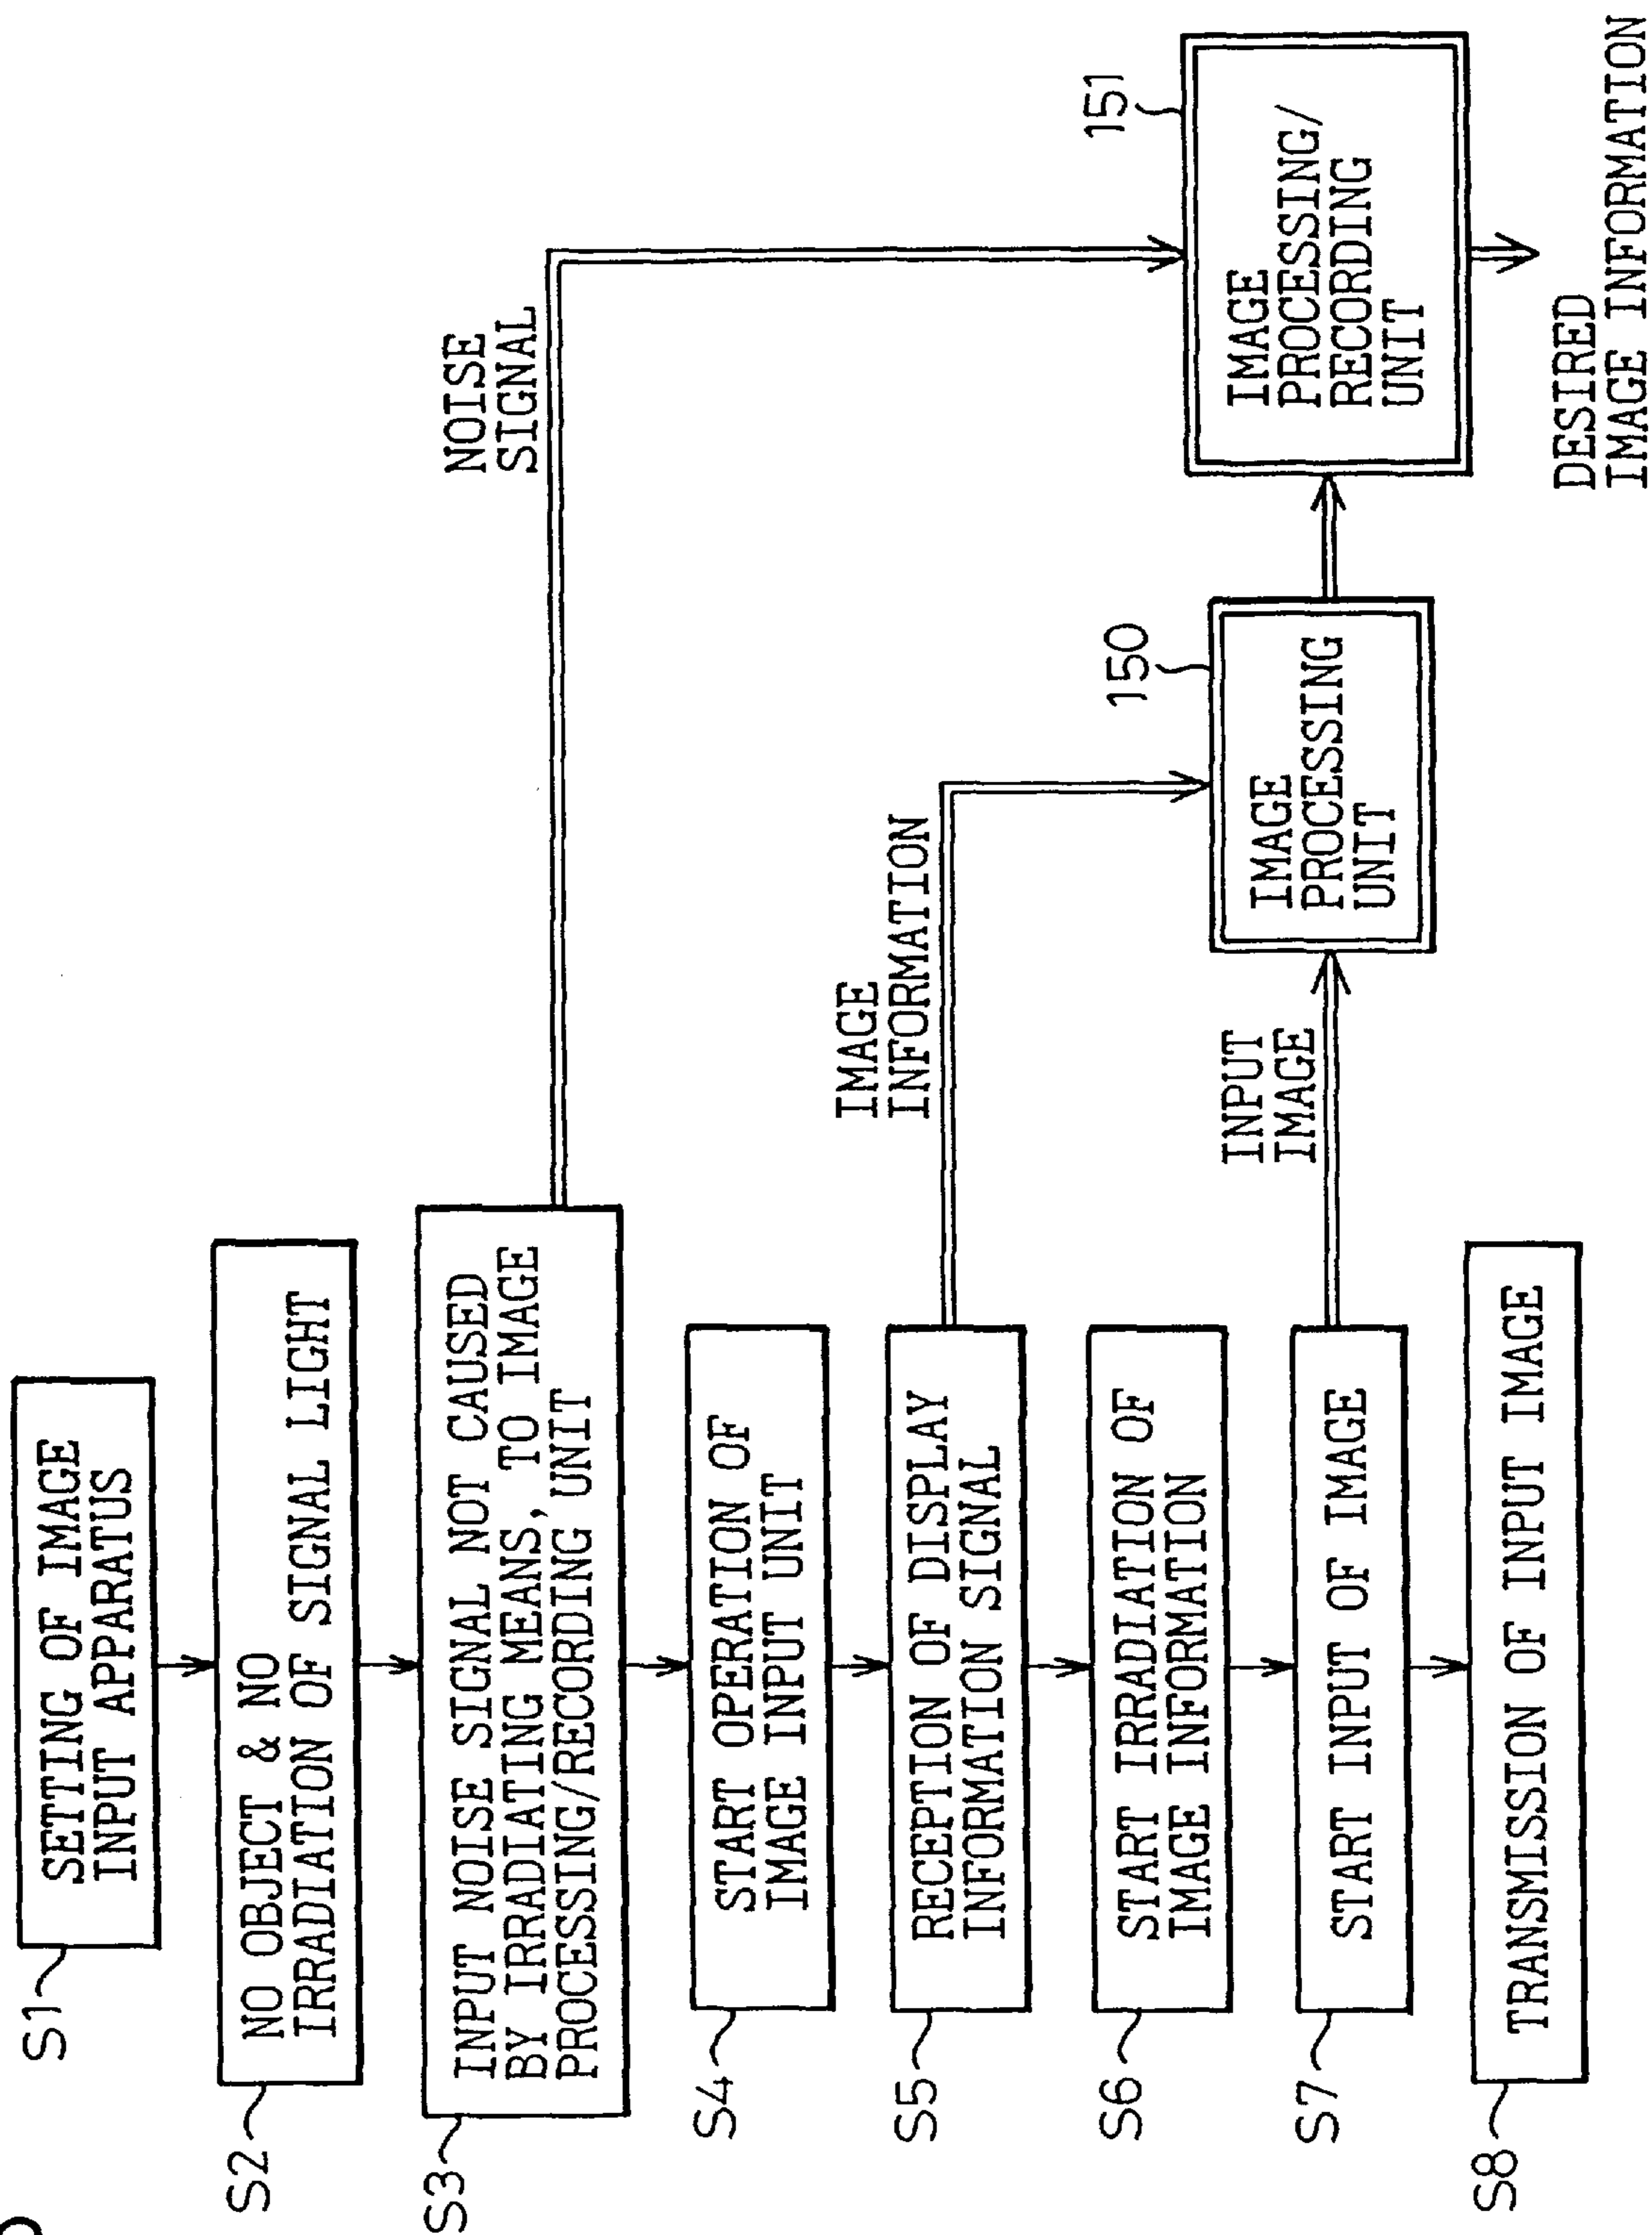 S1
SETTING OF IMAGE
INPUT APPARATUS
S2
NO OBJECT & NO
IRRADIATION OF SIGNAL LIGHT
S3
INPUT NOISE SIGNAL NOT CAUSED
BY IRRADIATING MEANS, TO IMAGE
PROCESSING/RECORDING UNIT
NOISE
SIGNAL
S4
START OPERATION OF
IMAGE INPUT UNIT
S5
RECEPTION OF DISPLAY
INFORMATION SIGNAL
IMAGE
INFORMATION
S6
START IRRADIATION OF
IMAGE INFORMATION
S7
START INPUT OF IMAGE
INPUT
IMAGE
150
IMAGE
PROCESSING
UNIT
151
IMAGE
PROCESSING/
RECORDING
UNIT
S8
TRANSMISSION OF INPUT IMAGE
DESIRED
IMAGE INFORMATION